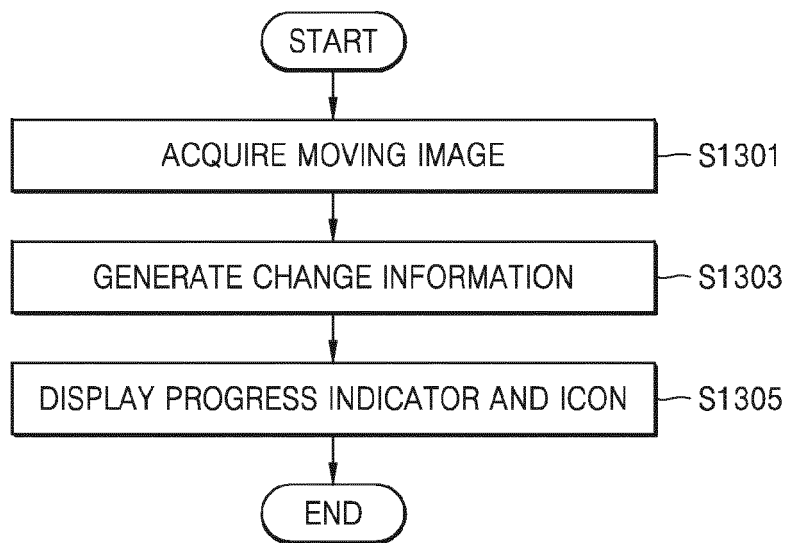 START
ACQUIRE MOVING IMAGE S1301
GENERATE CHANGE INFORMATION S1303
DISPLAY PROGRESS INDICATOR AND ICON S1305
END